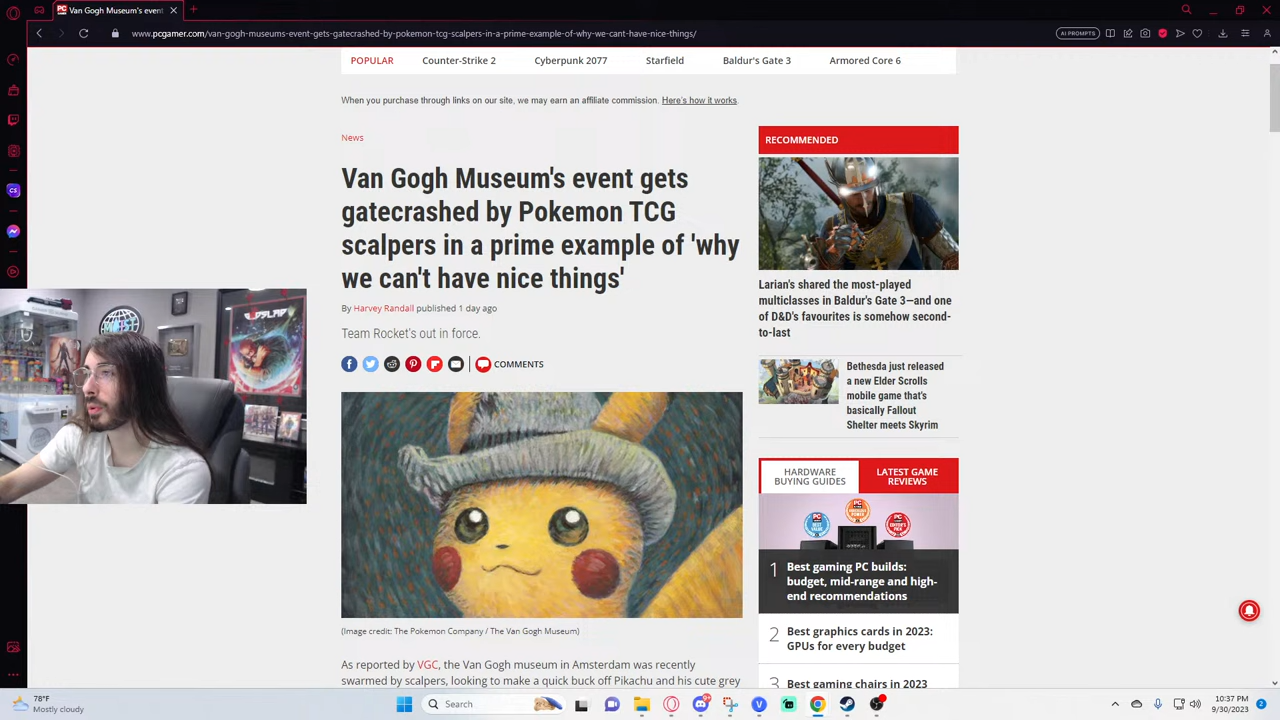 Van Gogh Museum's event
www.pcgamer.com/van-gogh-museums-event-gets-gatecrashed-by-pokemon-tcg-scalpers-in-a-prime-example-of-why-we-cant-have-nice-things/
AI PROMPTS
POPULAR Counter-Strike 2 Cyberpunk 2077 Starfield Baldur's Gate 3 Armored Core 6
When you purchase through links on our site, we may earn an affiliate commission. Here's how it works.
News
Van Gogh Museum's event gets
gatecrashed by Pokemon TCG
scalpers in a prime example of 'why
we can't have nice things'
By Harvey Randall published 1 day ago
Team Rocket's out in force.
COMMENTS
(Image credit: The Pokemon Company / The Van Gogh Museum)
As reported by VGC, the Van Gogh museum in Amsterdam was recently
swarmed by scalpers, looking to make a quick buck off Pikachu and his cute grey
RECOMMENDED
Larian's shared the most-played
multiclasses in Baldur's Gate 3—and one
of D&D's favourites is somehow second-
to-last
Bethesda just released
a new Elder Scrolls
mobile game that's
basically Fallout
Shelter meets Skyrim
HARDWARE
BUYING GUIDES
LATEST GAME
REVIEWS
1 Best gaming PC builds:
budget, mid-range and high-
end recommendations
2 Best graphics cards in 2023:
GPUs for every budget
3 Best gaming chairs in 2023
CS
78°F
Mostly cloudy
Search
9+
10:37 PM
9/30/2023
2